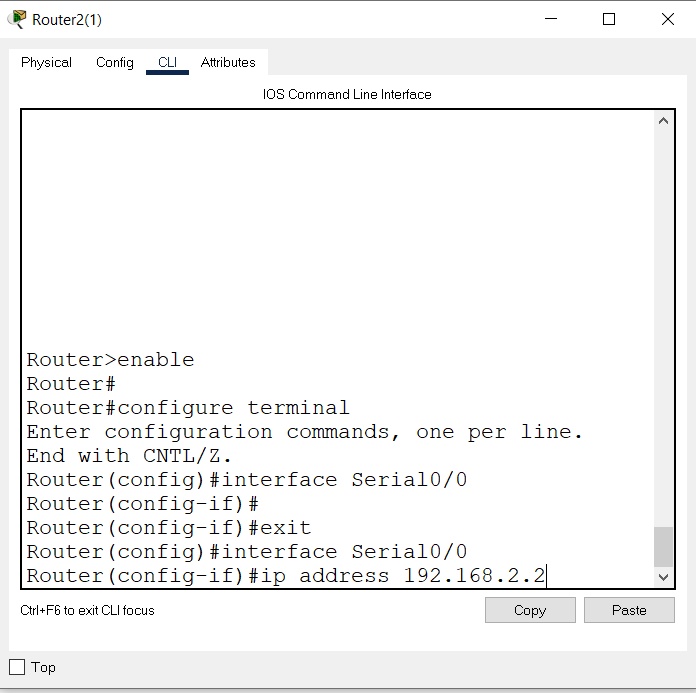 Router2(1)
Physical Config CLI Attributes
IOS Command Line Interface
Router>enable
Router#
Router#configure terminal
Enter configuration commands, one per line.
End with CNTL/Z.
Router(config)#interface Serial0/0
Router(config-if)#
Router(config-if)#exit
Router(config)#interface Serial0/0
Router(config-if)#ip address 192.168.2.2
Ctrl+F6 to exit CLI focus
Copy Paste
Top